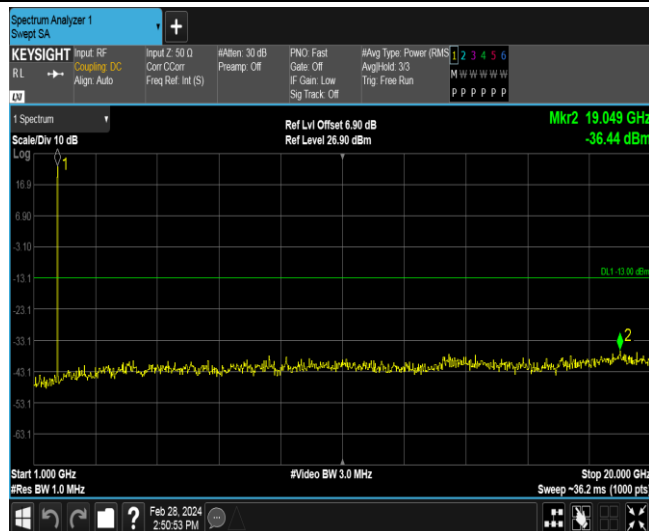 Spectrum Analyzer 1
Swept SA
+
KEYSIGHT
RL
Input: RF
Coupling: DC
Align: Auto
Input Z: 50 Ω
Corr CCorr
Freq Ref: Int (S)
#Atten: 30 dB
Preamp: Off
PNO: Fast
Gate: Off
IF Gain: Low
Sig Track: Off
#Avg Type: Power (RMS
Avg|Hold: 3/3
Trig: Free Run
1 2 3 4 5 6
M W W W W W
P P P P P P
1 Spectrum
Scale/Div 10 dB
Log
Ref Lvl Offset 6.90 dB
Ref Level 26.90 dBm
Mkr2 19.049 GHz
-36.44 dBm
1
16.9
6.90
-3.10
-13.1
DL1 -13.00 dBm
-23.1
-33.1
2
-43.1
-53.1
-63.1
Start 1.000 GHz
#Res BW 1.0 MHz
#Video BW 3.0 MHz
Stop 20.000 GHz
Sweep ~36.2 ms (1000 pts)
?
Feb 28, 2024
2:50:53 PM